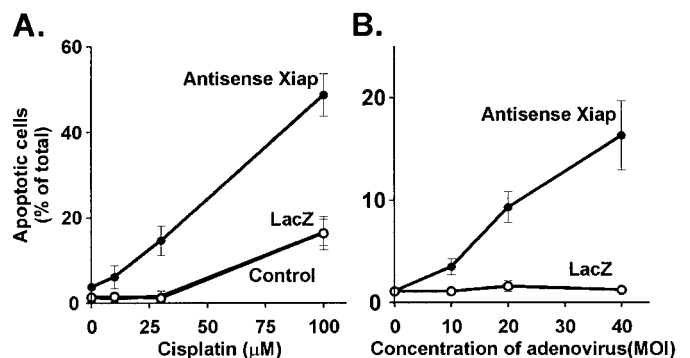 A.
B.
Apoptotic cells
(% of total)
60
40
20
0
Antisense Xiap
LacZ
Control
0 25 50 75 100
Cisplatin (μM)
20
10
0
Antisense Xiap
LacZ
0 10 20 30 40
Concentration of adenovirus(MOI)